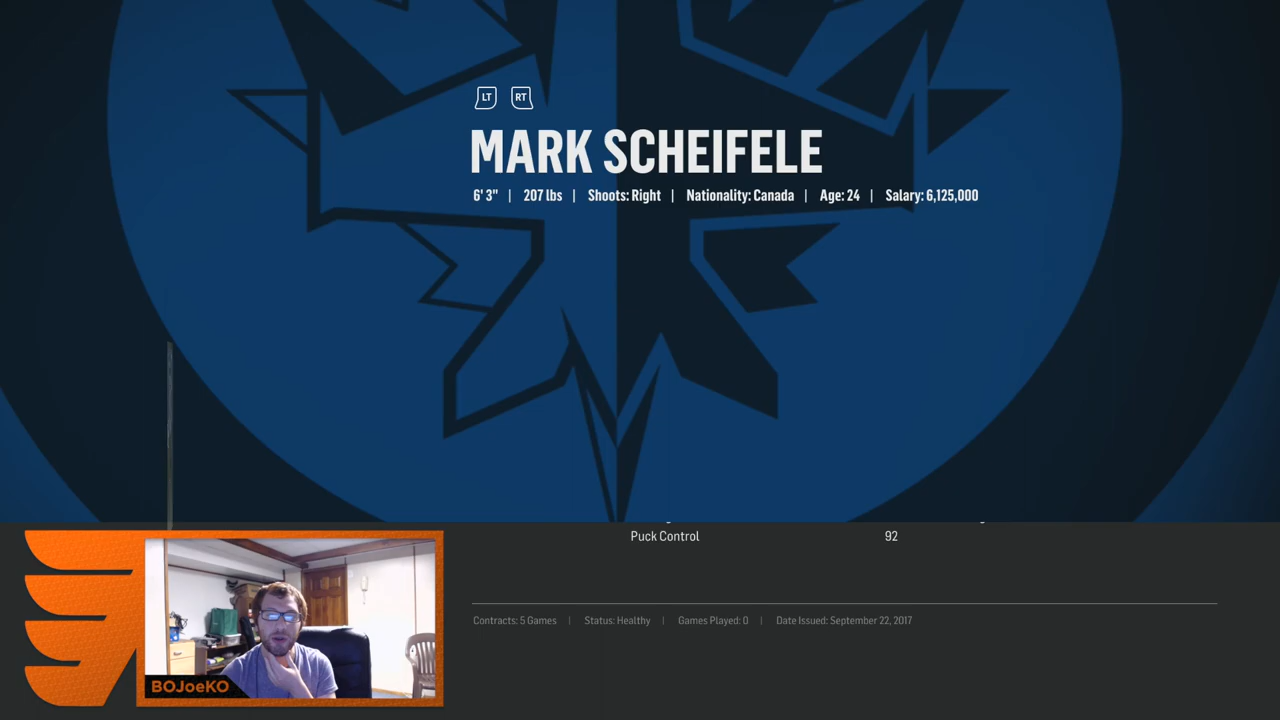 LT RT
MARK SCHEIFELE
6' 3" | 207 lbs | Shoots: Right | Nationality: Canada | Age: 24 | Salary: 6,125,000
Puck Control 92
Contracts: 5 Games | Status: Healthy | Games Played: 0 | Date Issued: September 22, 2017
BOJoeKO